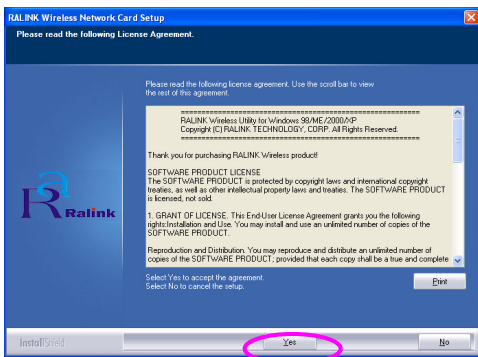 RALINK Wireless Network Card Setup
Please read the following License Agreement.
Please read the following license agreement. Use the scroll bar to view
the rest of this agreement.
================================================
RALINK Wireless Utility for Windows 98/ME/2000/XP
Copyright (C) RALINK TECHNOLOGY, CORP. All Rights Reserved.
================================================
Thank you for purchasing RALINK Wireless product!
SOFTWARE PRODUCT LICENSE
The SOFTWARE PRODUCT is protected by copyright laws and international copyright
treaties, as well as other intellectual property laws and treaties. The SOFTWARE PRODUCT
is licensed, not sold.
1. GRANT OF LICENSE. This End-User License Agreement grants you the following
rights:Installation and Use. You may install and use an unlimited number of copies of the
SOFTWARE PRODUCT.
Reproduction and Distribution. You may reproduce and distribute an unlimited number of
copies of the SOFTWARE PRODUCT; provided that each copy shall be a true and complete
Ralink
Select Yes to accept the agreement.
Select No to cancel the setup.
Print
InstallShield
Yes
No